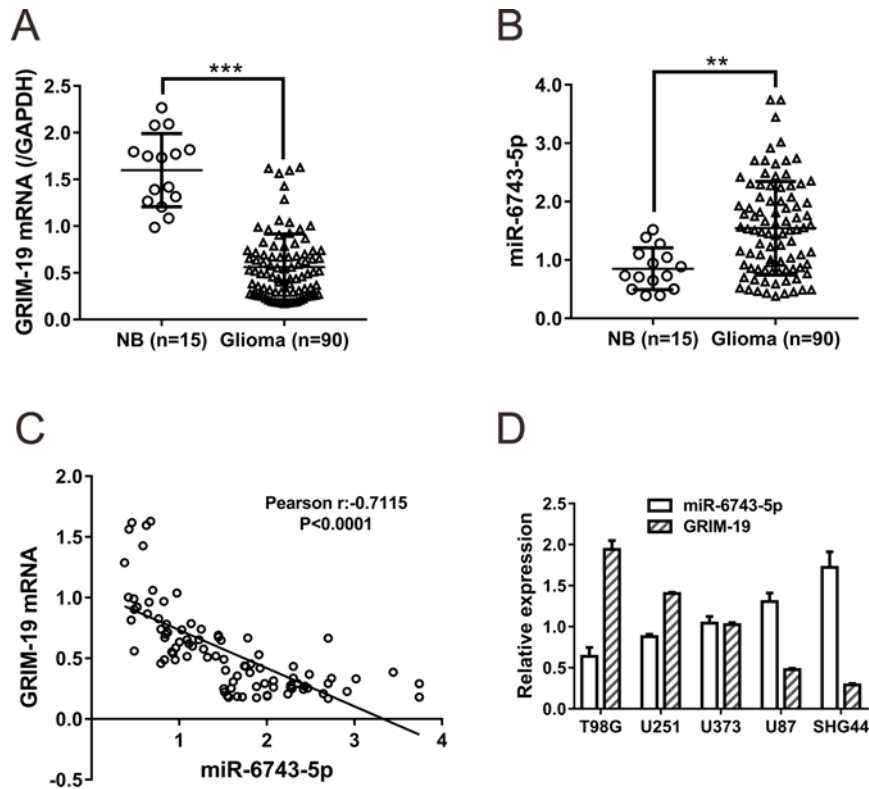 A
GRIM-19 mRNA (/GAPDH)
2.5
2.0
1.5
1.0
0.5
0.0
***
NB (n=15) Glioma (n=90)
B
miR-6743-5p
4.0
3.0
2.0
1.0
0.0
**
NB (n=15) Glioma (n=90)
C
GRIM-19 mRNA
2.0
1.5
1.0
0.5
0.0
-0.5
Pearson r:-0.7115
P<0.0001
1 2 3 4
miR-6743-5p
D
Relative expression
2.5
2.0
1.5
1.0
0.5
0.0
miR-6743-5p
GRIM-19
T98G U251 U373 U87 SHG44